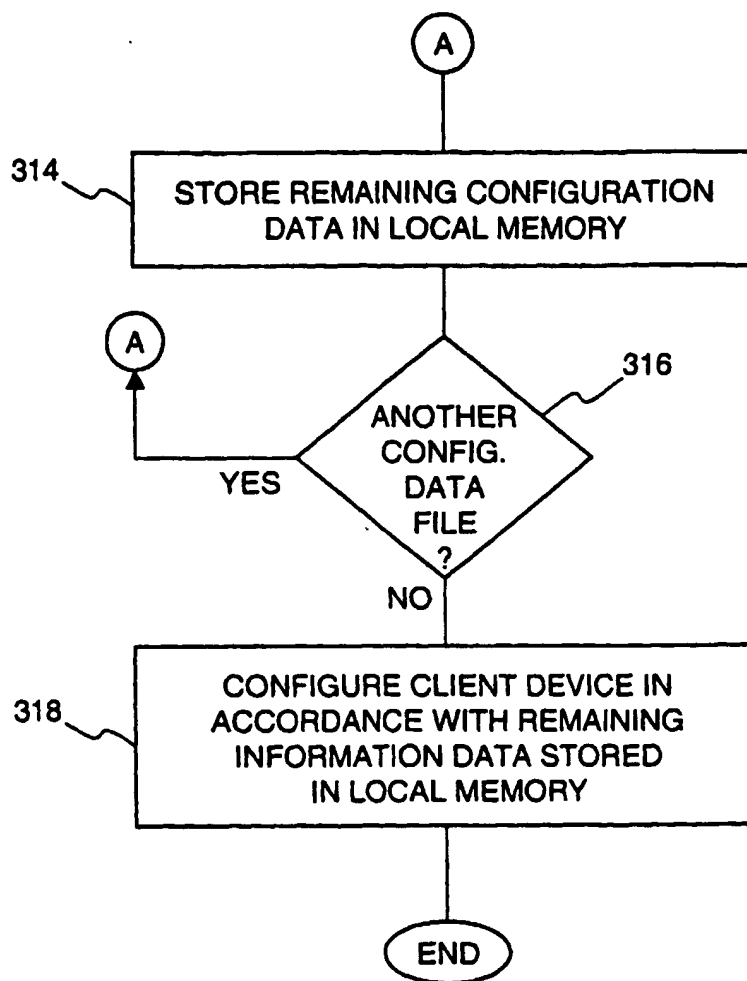 A
314
STORE REMAINING CONFIGURATION
DATA IN LOCAL MEMORY
A
316
ANOTHER
CONFIG.
DATA
FILE
?
YES
NO
318
CONFIGURE CLIENT DEVICE IN
ACCORDANCE WITH REMAINING
INFORMATION DATA STORED
IN LOCAL MEMORY
END